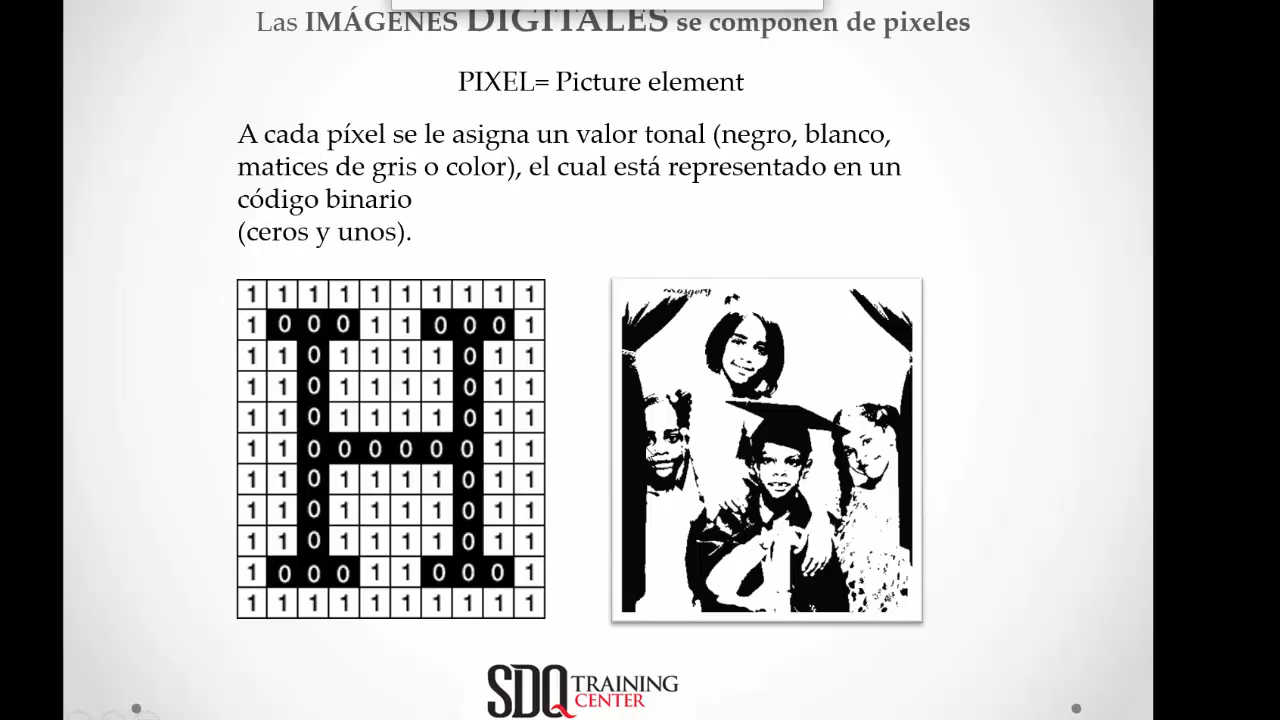 Las IMÁGENES DIGITALES se componen de pixeles
PIXEL= Picture element
A cada píxel se le asigna un valor tonal (negro, blanco,
matices de gris o color), el cual está representado en un
código binario
(ceros y unos).
1 1 1 1 1 1 1 1 1 1
1 0 0 0 1 1 0 0 0 1
1 1 0 1 1 1 1 0 1 1
1 1 0 1 1 1 1 0 1 1
1 1 0 1 1 1 1 0 1 1
1 1 0 0 0 0 0 0 1 1
1 1 0 1 1 1 1 0 1 1
1 1 0 1 1 1 1 0 1 1
1 1 0 1 1 1 1 0 1 1
1 0 0 0 1 1 0 0 0 1
1 1 1 1 1 1 1 1 1 1
SDQ TRAINING
CENTER